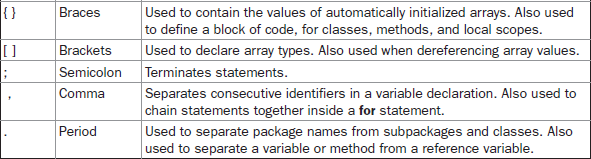 { } Braces Used to contain the values of automatically initialized arrays. Also used
to define a block of code, for classes, methods, and local scopes.
[ ] Brackets Used to declare array types. Also used when dereferencing array values.
; Semicolon Terminates statements.
, Comma Separates consecutive identifiers in a variable declaration. Also used to
chain statements together inside a for statement.
. Period Used to separate package names from subpackages and classes. Also
used to separate a variable or method from a reference variable.